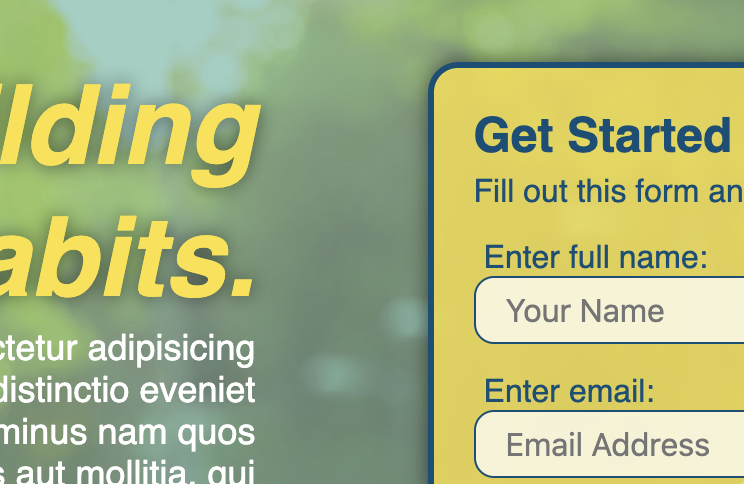 lding
abits.
ctetur adipisicing
distinctio eveniet
minus nam quos
s aut mollitia, qui
Get Started
Fill out this form an
Enter full name:
Your Name
Enter email:
Email Address